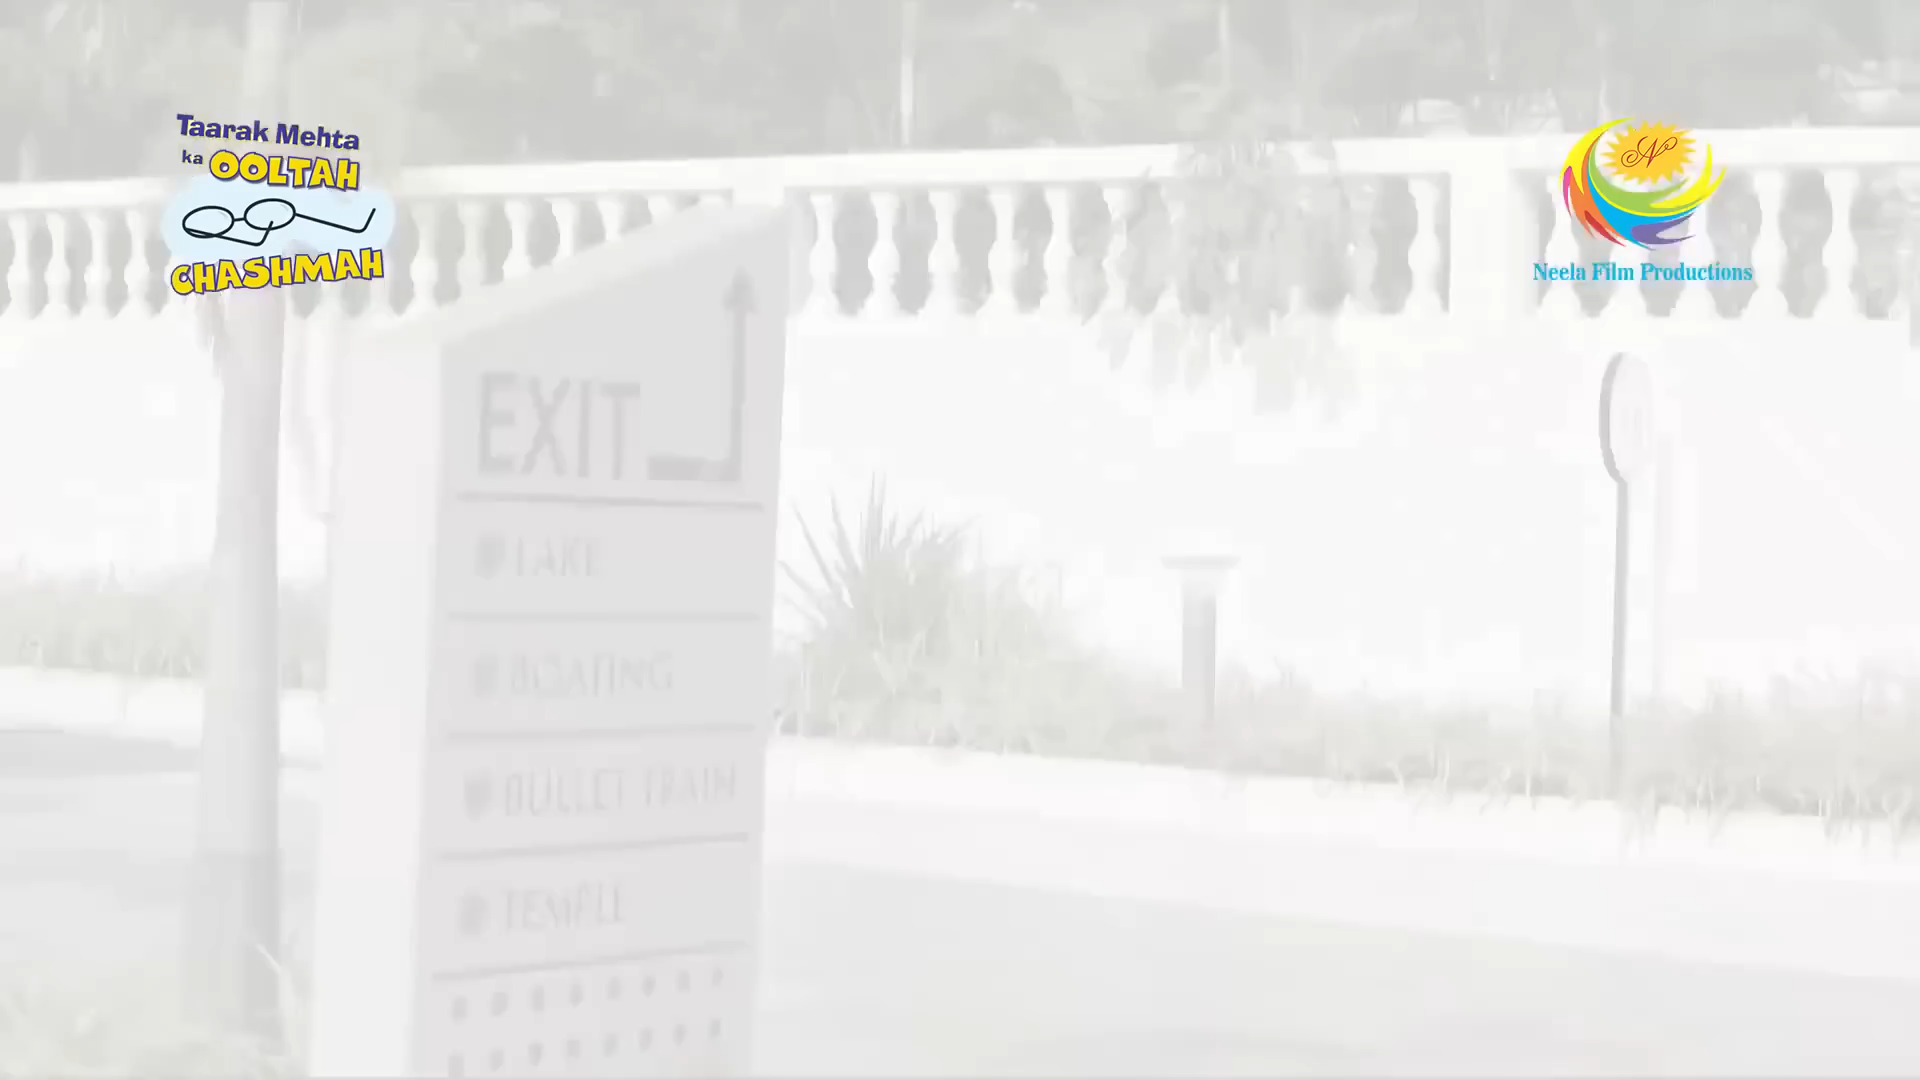 Taarak Mehta
ka OOLTAH
CHASHMAH
N
Neela Film Productions
EXIT
LAKE
BOATING
BULLET TRAIN
TEMPLE